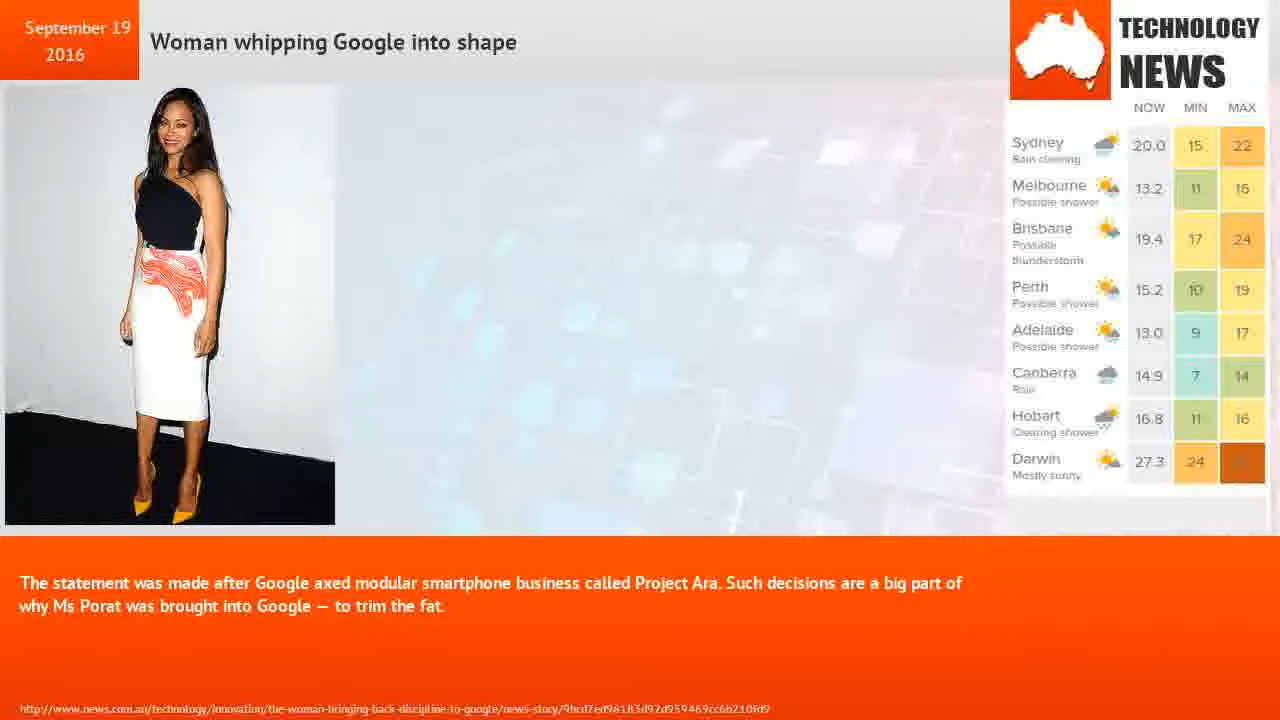 September 19
2016
Woman whipping Google into shape
TECHNOLOGY
NEWS
NOW MIN MAX
Sydney 20.0 15 22
Rain clearing
Melbourne 13.2 11 16
Possible shower
Brisbane 19.4 17 24
Possible
thunderstorm
Perth 15.2 10 19
Possible shower
Adelaide 13.0 9 17
Possible shower
Canberra 14.9 7 14
Rain
Hobart 16.8 11 16
Clearing shower
Darwin 27.3 24
Mostly sunny
The statement was made after Google axed modular smartphone business called Project Ara. Such decisions are a big part of
why Ms Porat was brought into Google — to trim the fat.